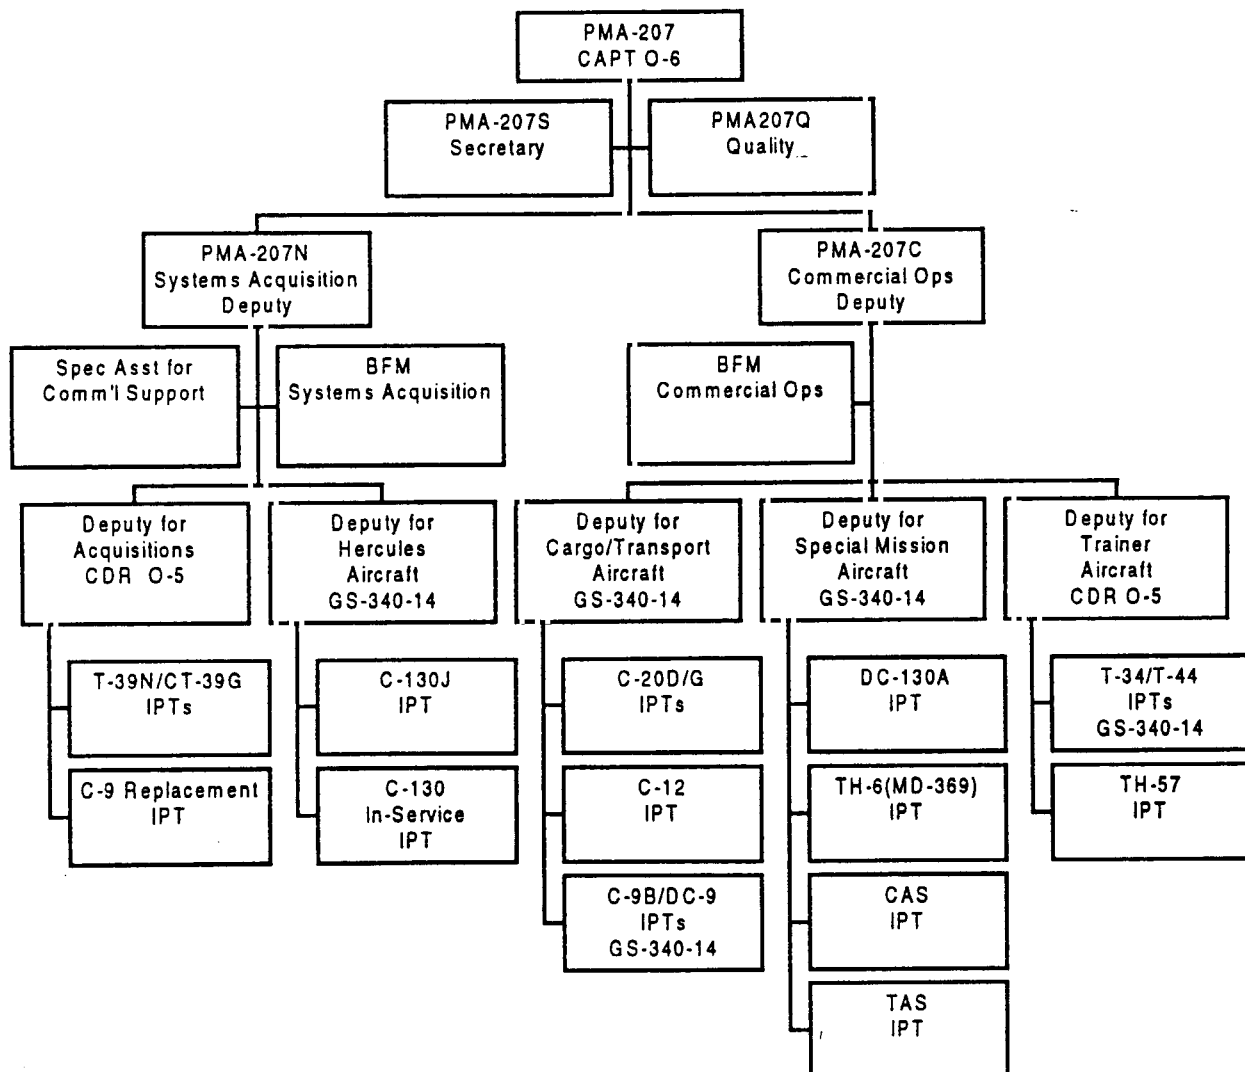 PMA-207
CAPT O-6
PMA-207S
Secretary
PMA207Q
Quality
PMA-207N
Systems Acquisition
Deputy
PMA-207C
Commercial Ops
Deputy
Spec Asst for
Comm'l Support
BFM
Systems Acquisition
BFM
Commercial Ops
Deputy for
Acquisitions
CDR O-5
Deputy for
Hercules
Aircraft
GS-340-14
Deputy for
Cargo/Transport
Aircraft
GS-340-14
Deputy for
Special Mission
Aircraft
GS-340-14
Deputy for
Trainer
Aircraft
CDR O-5
T-39N/CT-39G
IPTs
C-9 Replacement
IPT
C-130J
IPT
C-130
In-Service
IPT
C-20D/G
IPTs
C-12
IPT
C-9B/DC-9
IPTs
GS-340-14
DC-130A
IPT
TH-6(MD-369)
IPT
CAS
IPT
TAS
IPT
T-34/T-44
IPTs
GS-340-14
TH-57
IPT